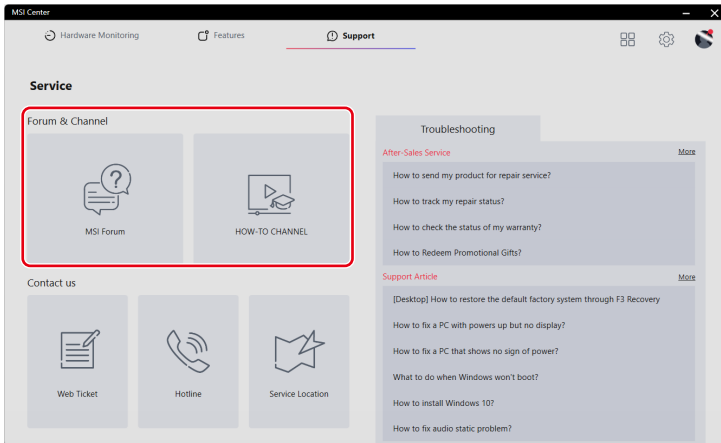 MSI Center
Hardware Monitoring
Features
Support
Service
Forum & Channel
MSI Forum
HOW-TO CHANNEL
Contact us
Web Ticket
Hotline
Service Location
Troubleshooting
After-Sales Service
More
How to send my product for repair service?
How to track my repair status?
How to check the status of my warranty?
How to Redeem Promotional Gifts?
Support Article
More
[Desktop] How to restore the default factory system through F3 Recovery
How to fix a PC with powers up but no display?
How to fix a PC that shows no sign of power?
What to do when Windows won't boot?
How to install Windows 10?
How to fix audio static problem?